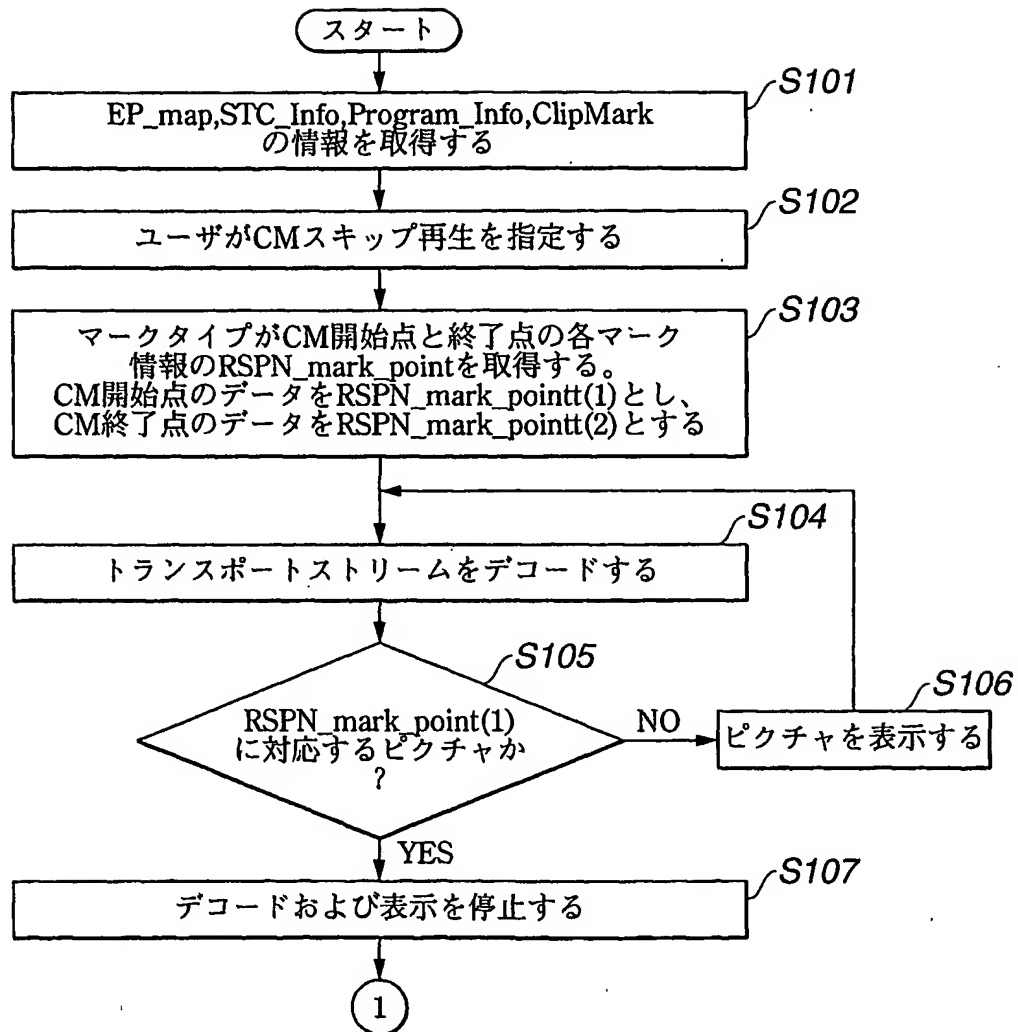 スタート
S101
EP_map,STC_Info,Program_Info,ClipMark
の情報を取得する
S102
ユーザがCMスキップ再生を指定する
S103
マークタイプがCM開始点と終了点の各マーク
情報のRSPN_mark_pointを取得する。
CM開始点のデータをRSPN_mark_pointt(1)とし、
CM終了点のデータをRSPN_mark_pointt(2)とする
S104
トランスポートストリームをデコードする
S105
RSPN_mark_point(1)
に対応するピクチャか
?
NO
S106
ピクチャを表示する
YES
S107
デコードおよび表示を停止する
1